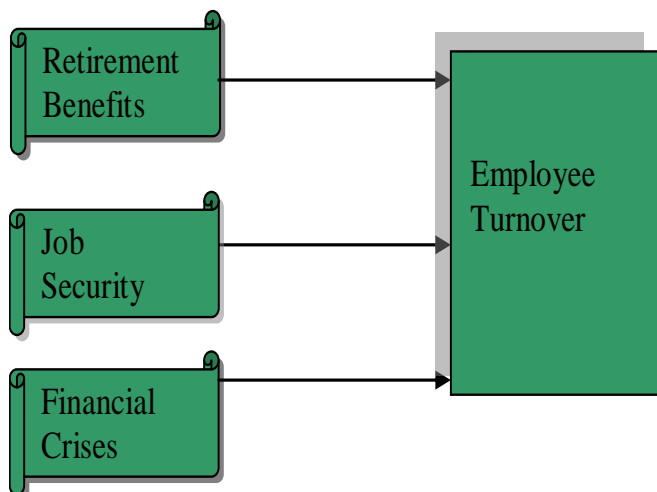 Retirement
Benefits
Job
Security
Financial
Crises
Employee
Turnover